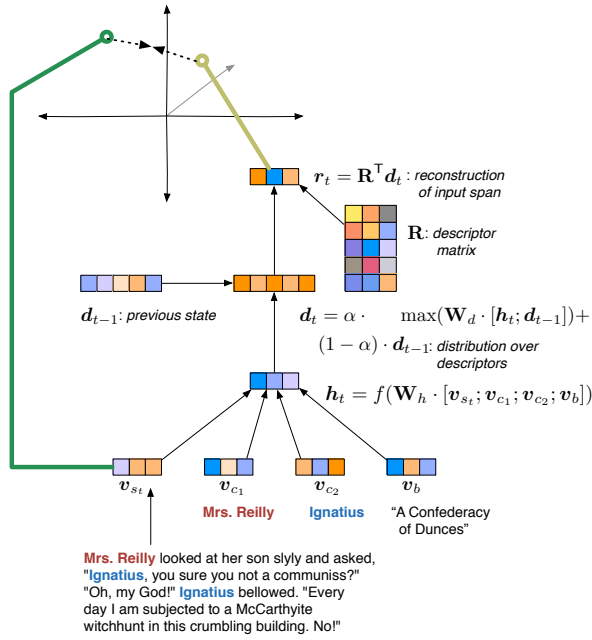 r_t = R^T d_t : reconstruction
of input span
R: descriptor
matrix
d_{t−1}: previous state
d_t = α · max(W_d · [h_t; d_{t−1}])+
(1 − α) · d_{t−1}: distribution over
descriptors
h_t = f(W_h · [v_{s_t}; v_{c_1}; v_{c_2}; v_b])
v_{s_t} v_{c_1} v_{c_2} v_b
Mrs. Reilly Ignatius "A Confederacy
of Dunces"
Mrs. Reilly looked at her son slyly and asked,
"Ignatius, you sure you not a communiss?"
"Oh, my God!" Ignatius bellowed. "Every
day I am subjected to a McCarthyite
witchhunt in this crumbling building. No!"